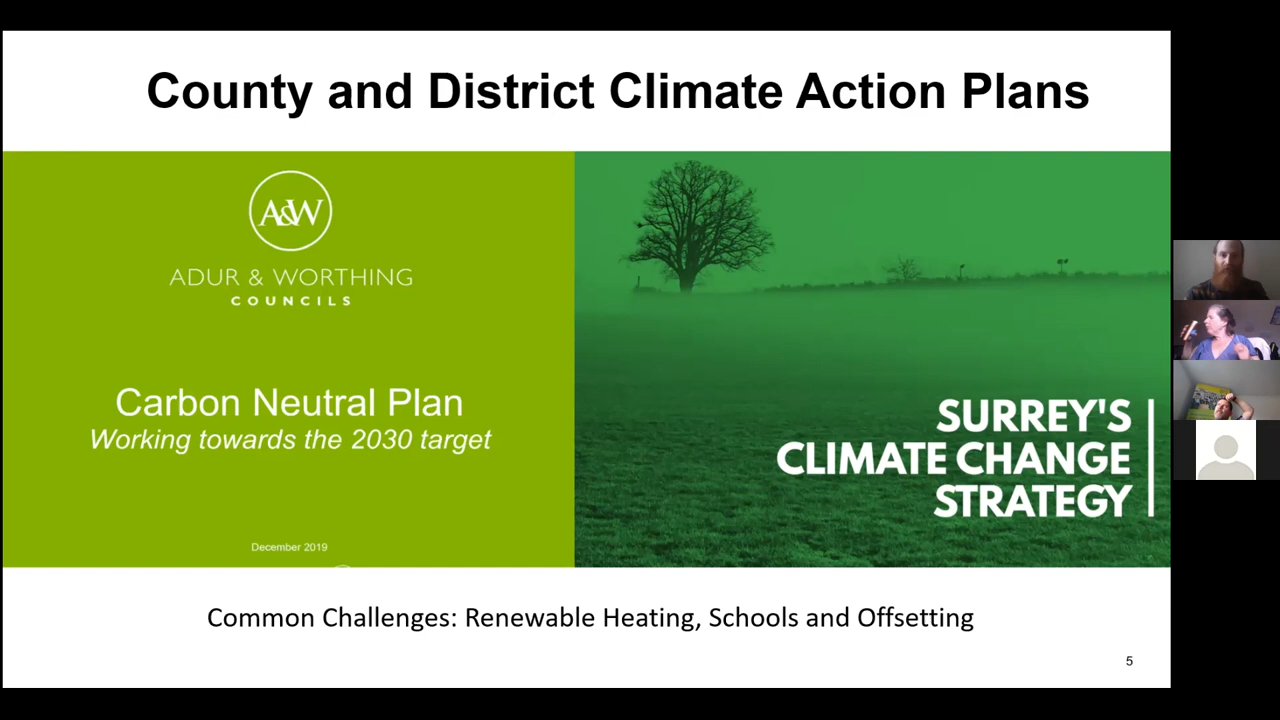 County and District Climate Action Plans
A&W
ADUR & WORTHING
COUNCILS
Carbon Neutral Plan
Working towards the 2030 target
December 2019
SURREY'S
CLIMATE CHANGE
STRATEGY
Common Challenges: Renewable Heating, Schools and Offsetting
5